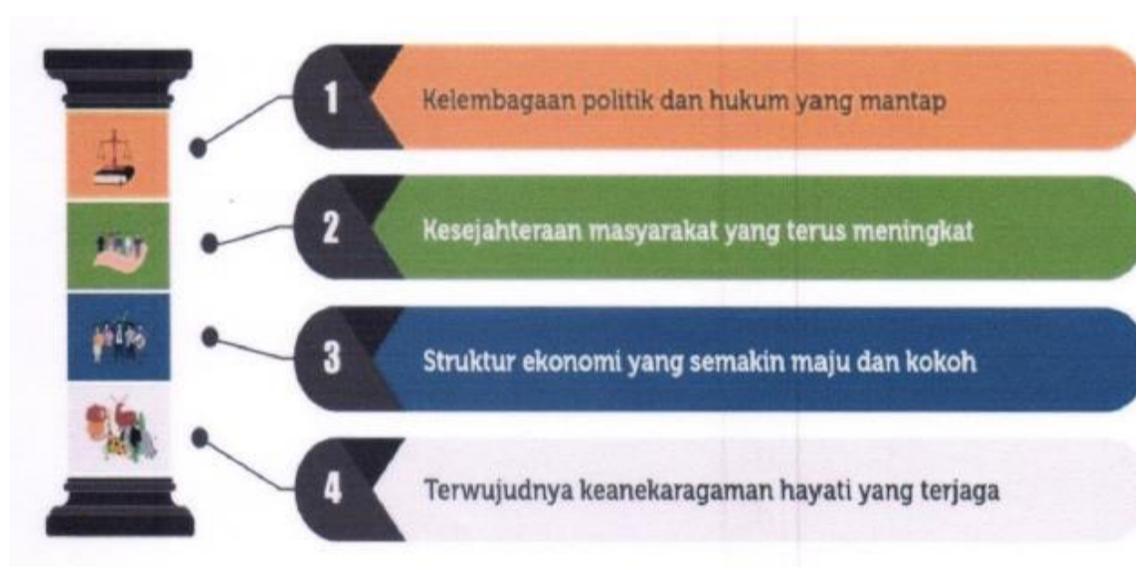 1
Kelembagaan politik dan hukum yang mantap
2
Kesejahteraan masyarakat yang terus meningkat
3
Struktur ekonomi yang semakin maju dan kokoh
4
Terwujudnya keanekaragaman hayati yang terjaga